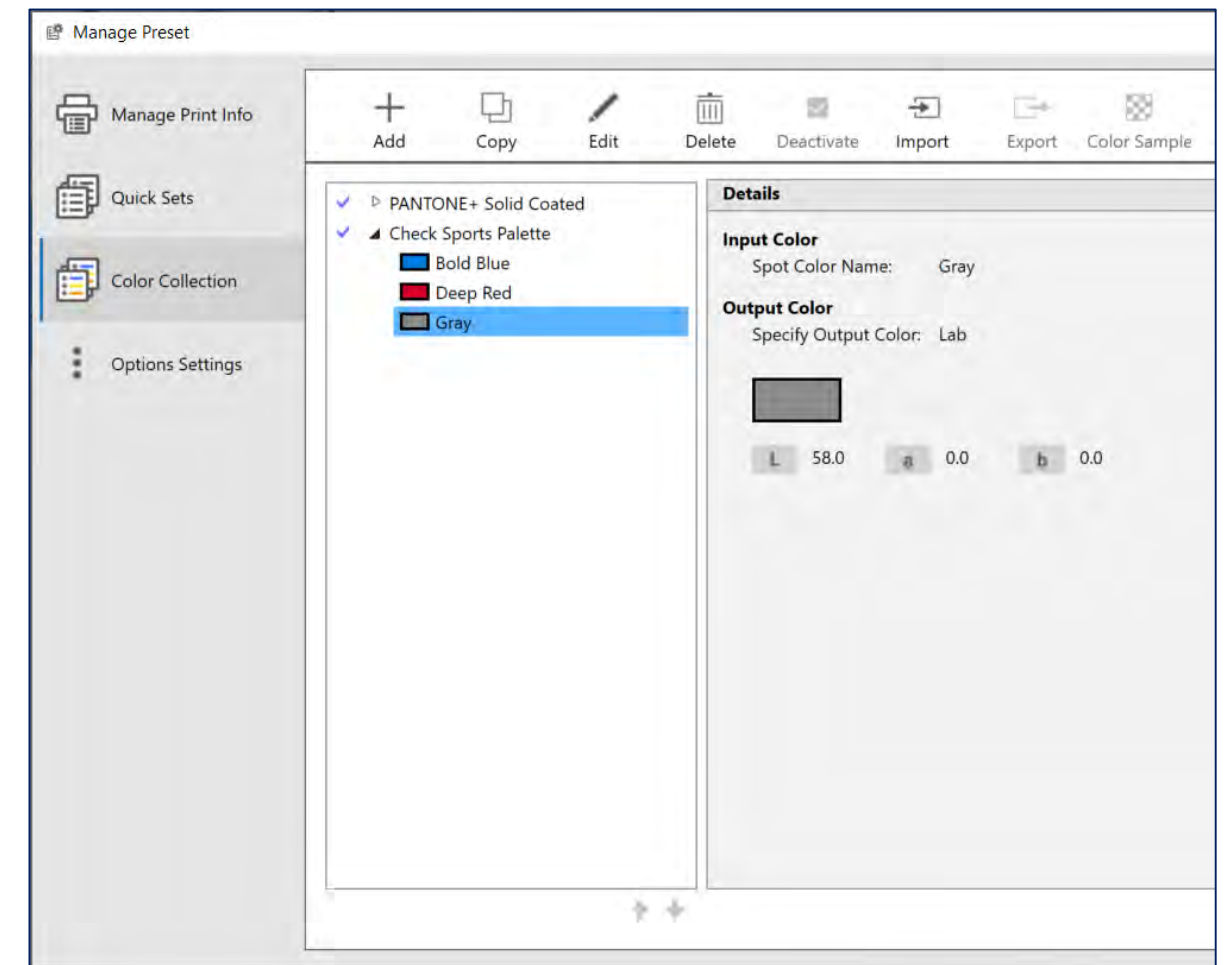 Manage Preset
Manage Print Info
Quick Sets
Color Collection
Options Settings
Add Copy Edit Delete Deactivate Import Export Color Sample
PANTONE+ Solid Coated
Check Sports Palette
Bold Blue
Deep Red
Gray
Details
Input Color
Spot Color Name: Gray
Output Color
Specify Output Color: Lab
L 58.0 a 0.0 b 0.0